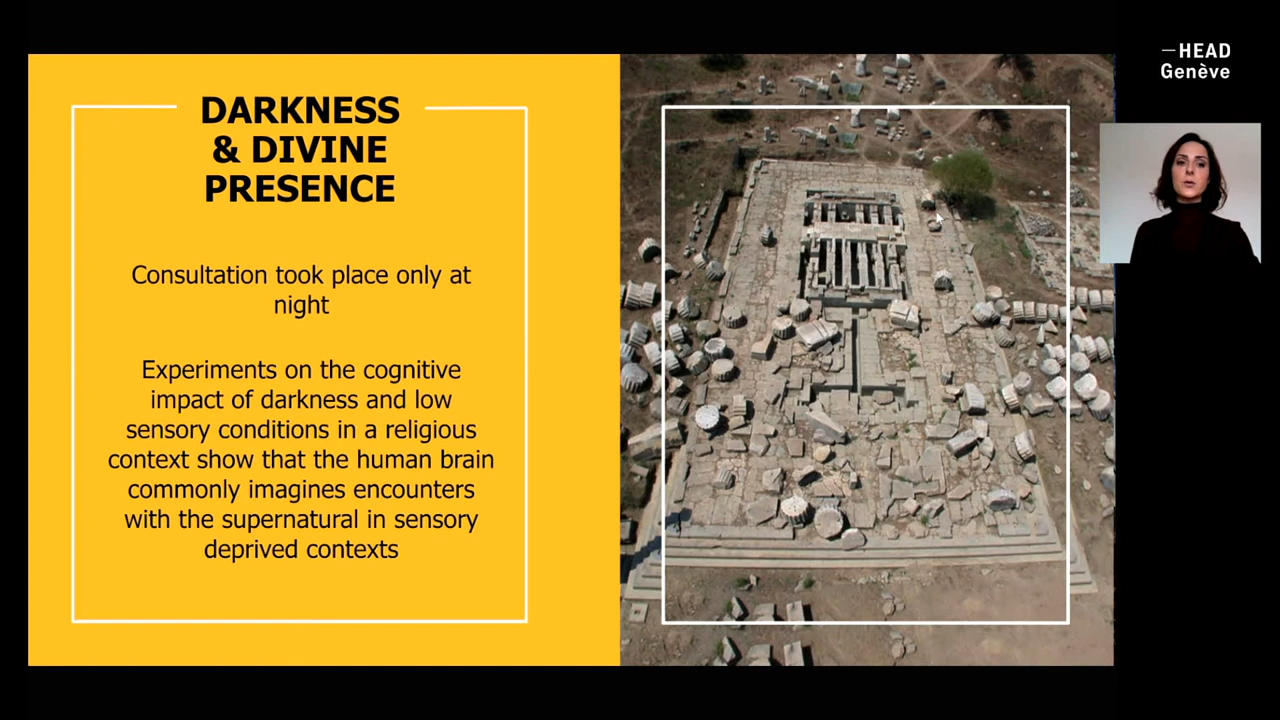 DARKNESS
& DIVINE
PRESENCE
Consultation took place only at
night
Experiments on the cognitive
impact of darkness and low
sensory conditions in a religious
context show that the human brain
commonly imagines encounters
with the supernatural in sensory
deprived contexts
–HEAD
Genève